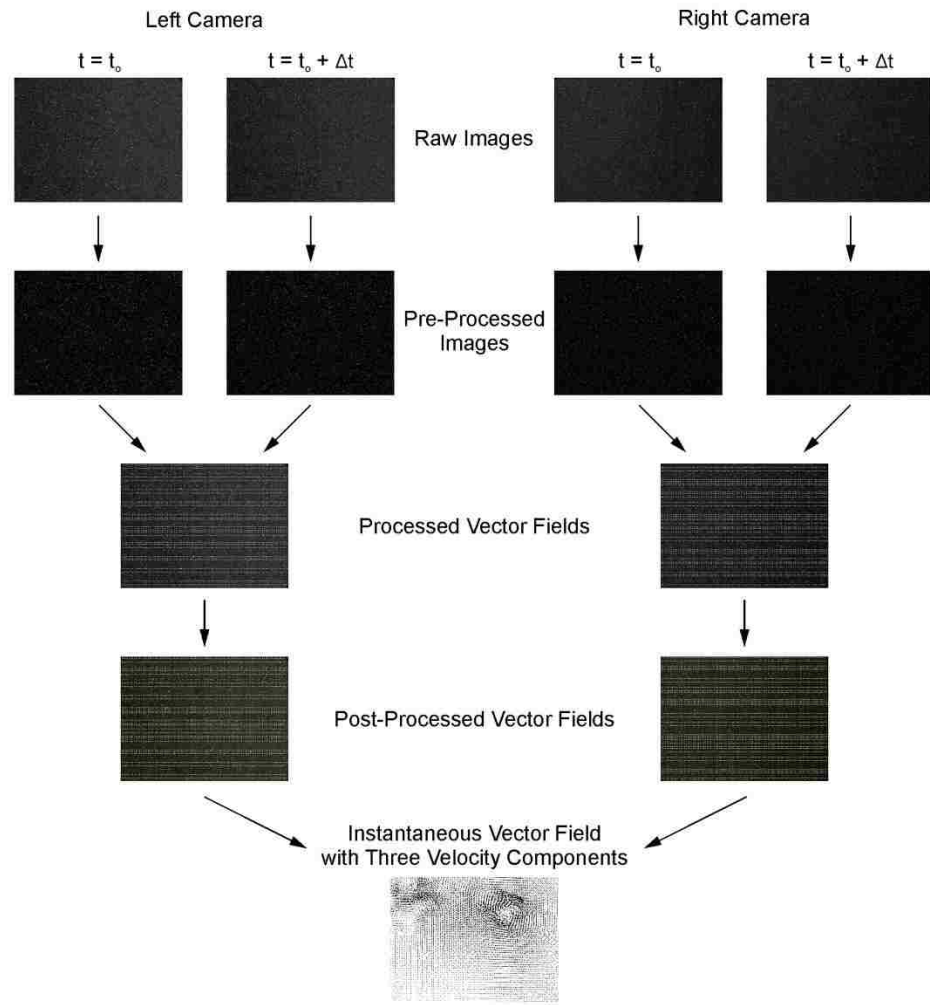 Left Camera
Right Camera
t = tₒ
t = tₒ + Δt
t = tₒ
t = tₒ + Δt
Raw Images
Pre-Processed
Images
Processed Vector Fields
Post-Processed Vector Fields
Instantaneous Vector Field
with Three Velocity Components